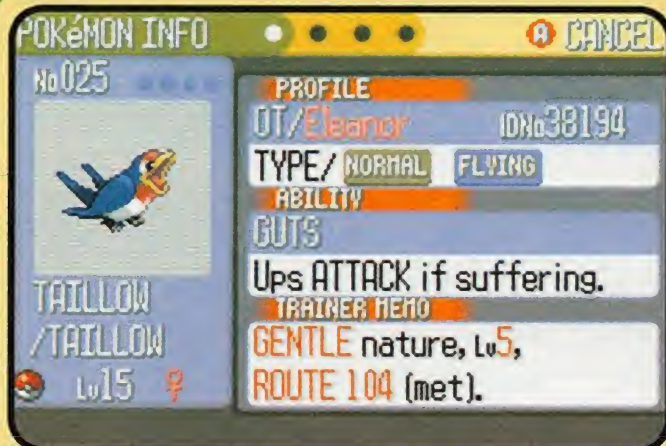 POKéMON INFO
A CANCEL
No025
PROFILE
OT/Eleanor
IDNo38194
TYPE/ NORMAL FLYING
ABILITY
GUTS
Ups ATTACK if suffering.
TAILLOW
/TAILLOW
Lv15 ♀
TRAINER MEMO
GENTLE nature, Lv5,
ROUTE 104 (met).